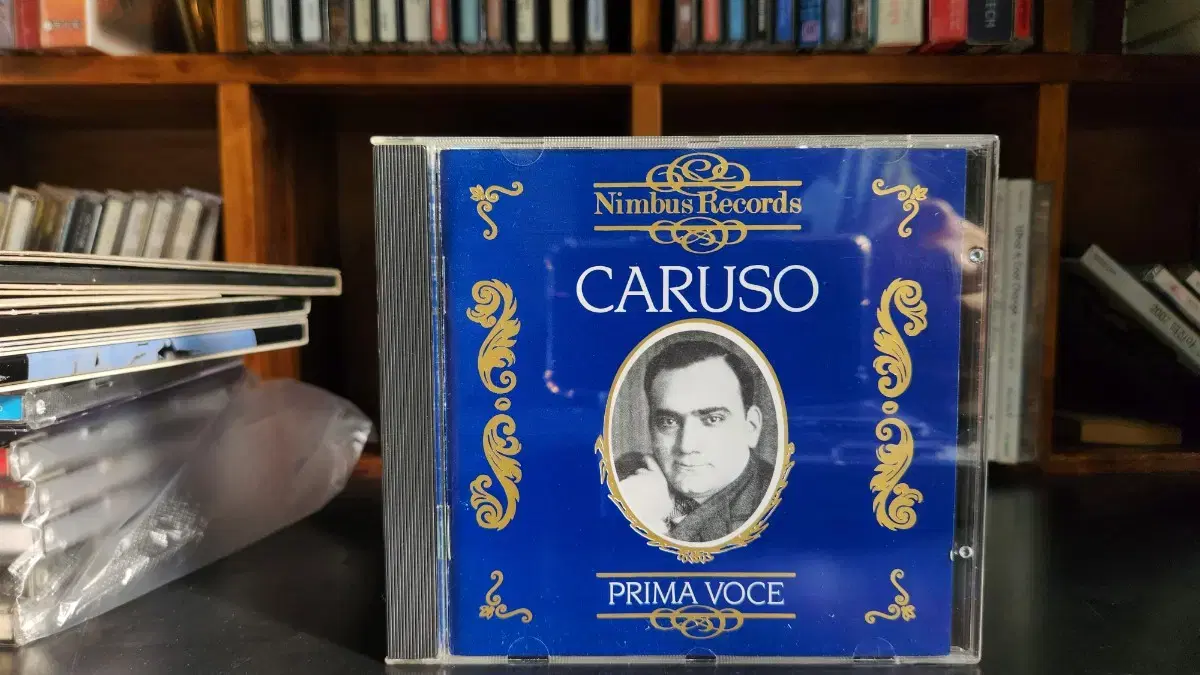 Nimbus Records
CARUSO
PRIMA VOCE